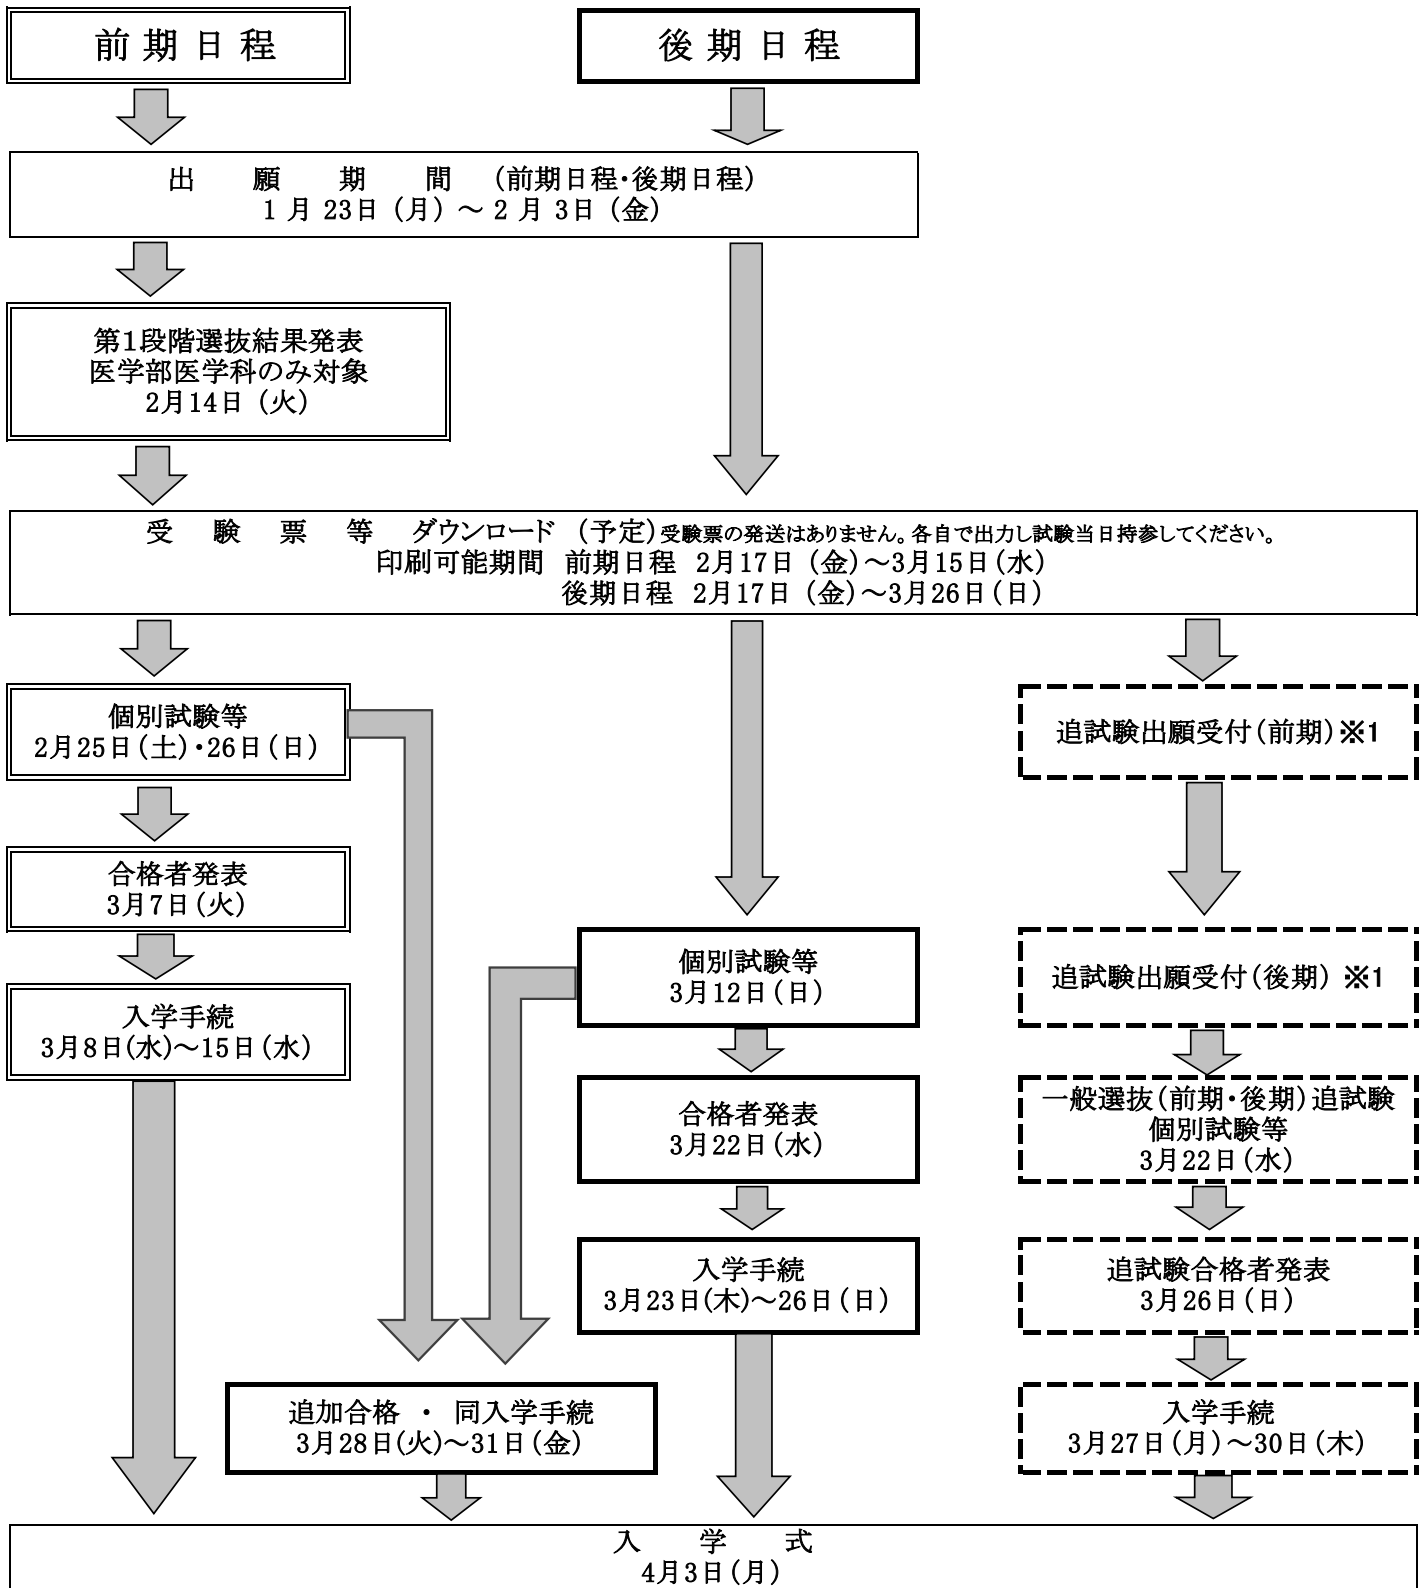 前期日程
後期日程
出願期間（前期日程・後期日程）
1月23日（月）～2月3日（金）
第１段階選抜結果発表
医学部医学科のみ対象
2月14日（火）
受験票等ダウンロード（予定）受験票の発送はありません。各自で出力し試験当日持参してください。
印刷可能期間　前期日程　2月17日（金）～3月15日（水）
後期日程　2月17日（金）～3月26日（日）
個別試験等
2月25日（土）・26日（日）
追試験出願受付（前期）※1
合格者発表
3月7日（火）
入学手続
3月8日（水）～15日（水）
個別試験等
3月12日（日）
追試験出願受付（後期）※1
合格者発表
3月22日（水）
一般選抜（前期・後期）追試験
個別試験等
3月22日（水）
入学手続
3月23日（木）～26日（日）
追試験合格者発表
3月26日（日）
追加合格・同入学手続
3月28日（火）～31日（金）
入学手続
3月27日（月）～30日（木）
入学式
4月3日（月）